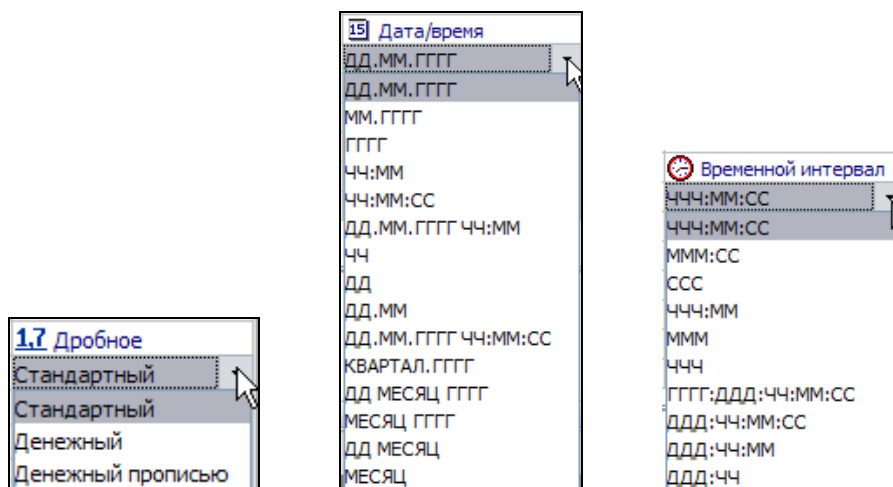 1,7 Дробное
Стандартный
Стандартный
Денежный
Денежный прописью
15 Дата/время
ДД.ММ.ГГГГ
ДД.ММ.ГГГГ
ММ.ГГГГ
ГГГГ
ЧЧ:ММ
ЧЧ:ММ:СС
ДД.ММ.ГГГГ ЧЧ:ММ
ЧЧ
ДД
ДД.ММ
ДД.ММ.ГГГГ ЧЧ:ММ:СС
КВАРТАЛ.ГГГГ
ДД МЕСЯЦ ГГГГ
МЕСЯЦ ГГГГ
ДД МЕСЯЦ
МЕСЯЦ
Временной интервал
ЧЧЧ:ММ:СС
ЧЧЧ:ММ:СС
МММ:СС
ССС
ЧЧЧ:ММ
МММ
ЧЧЧ
ГГГГ:ДДД:ЧЧ:ММ:СС
ДДД:ЧЧ:ММ:СС
ДДД:ЧЧ:ММ
ДДД:ЧЧ